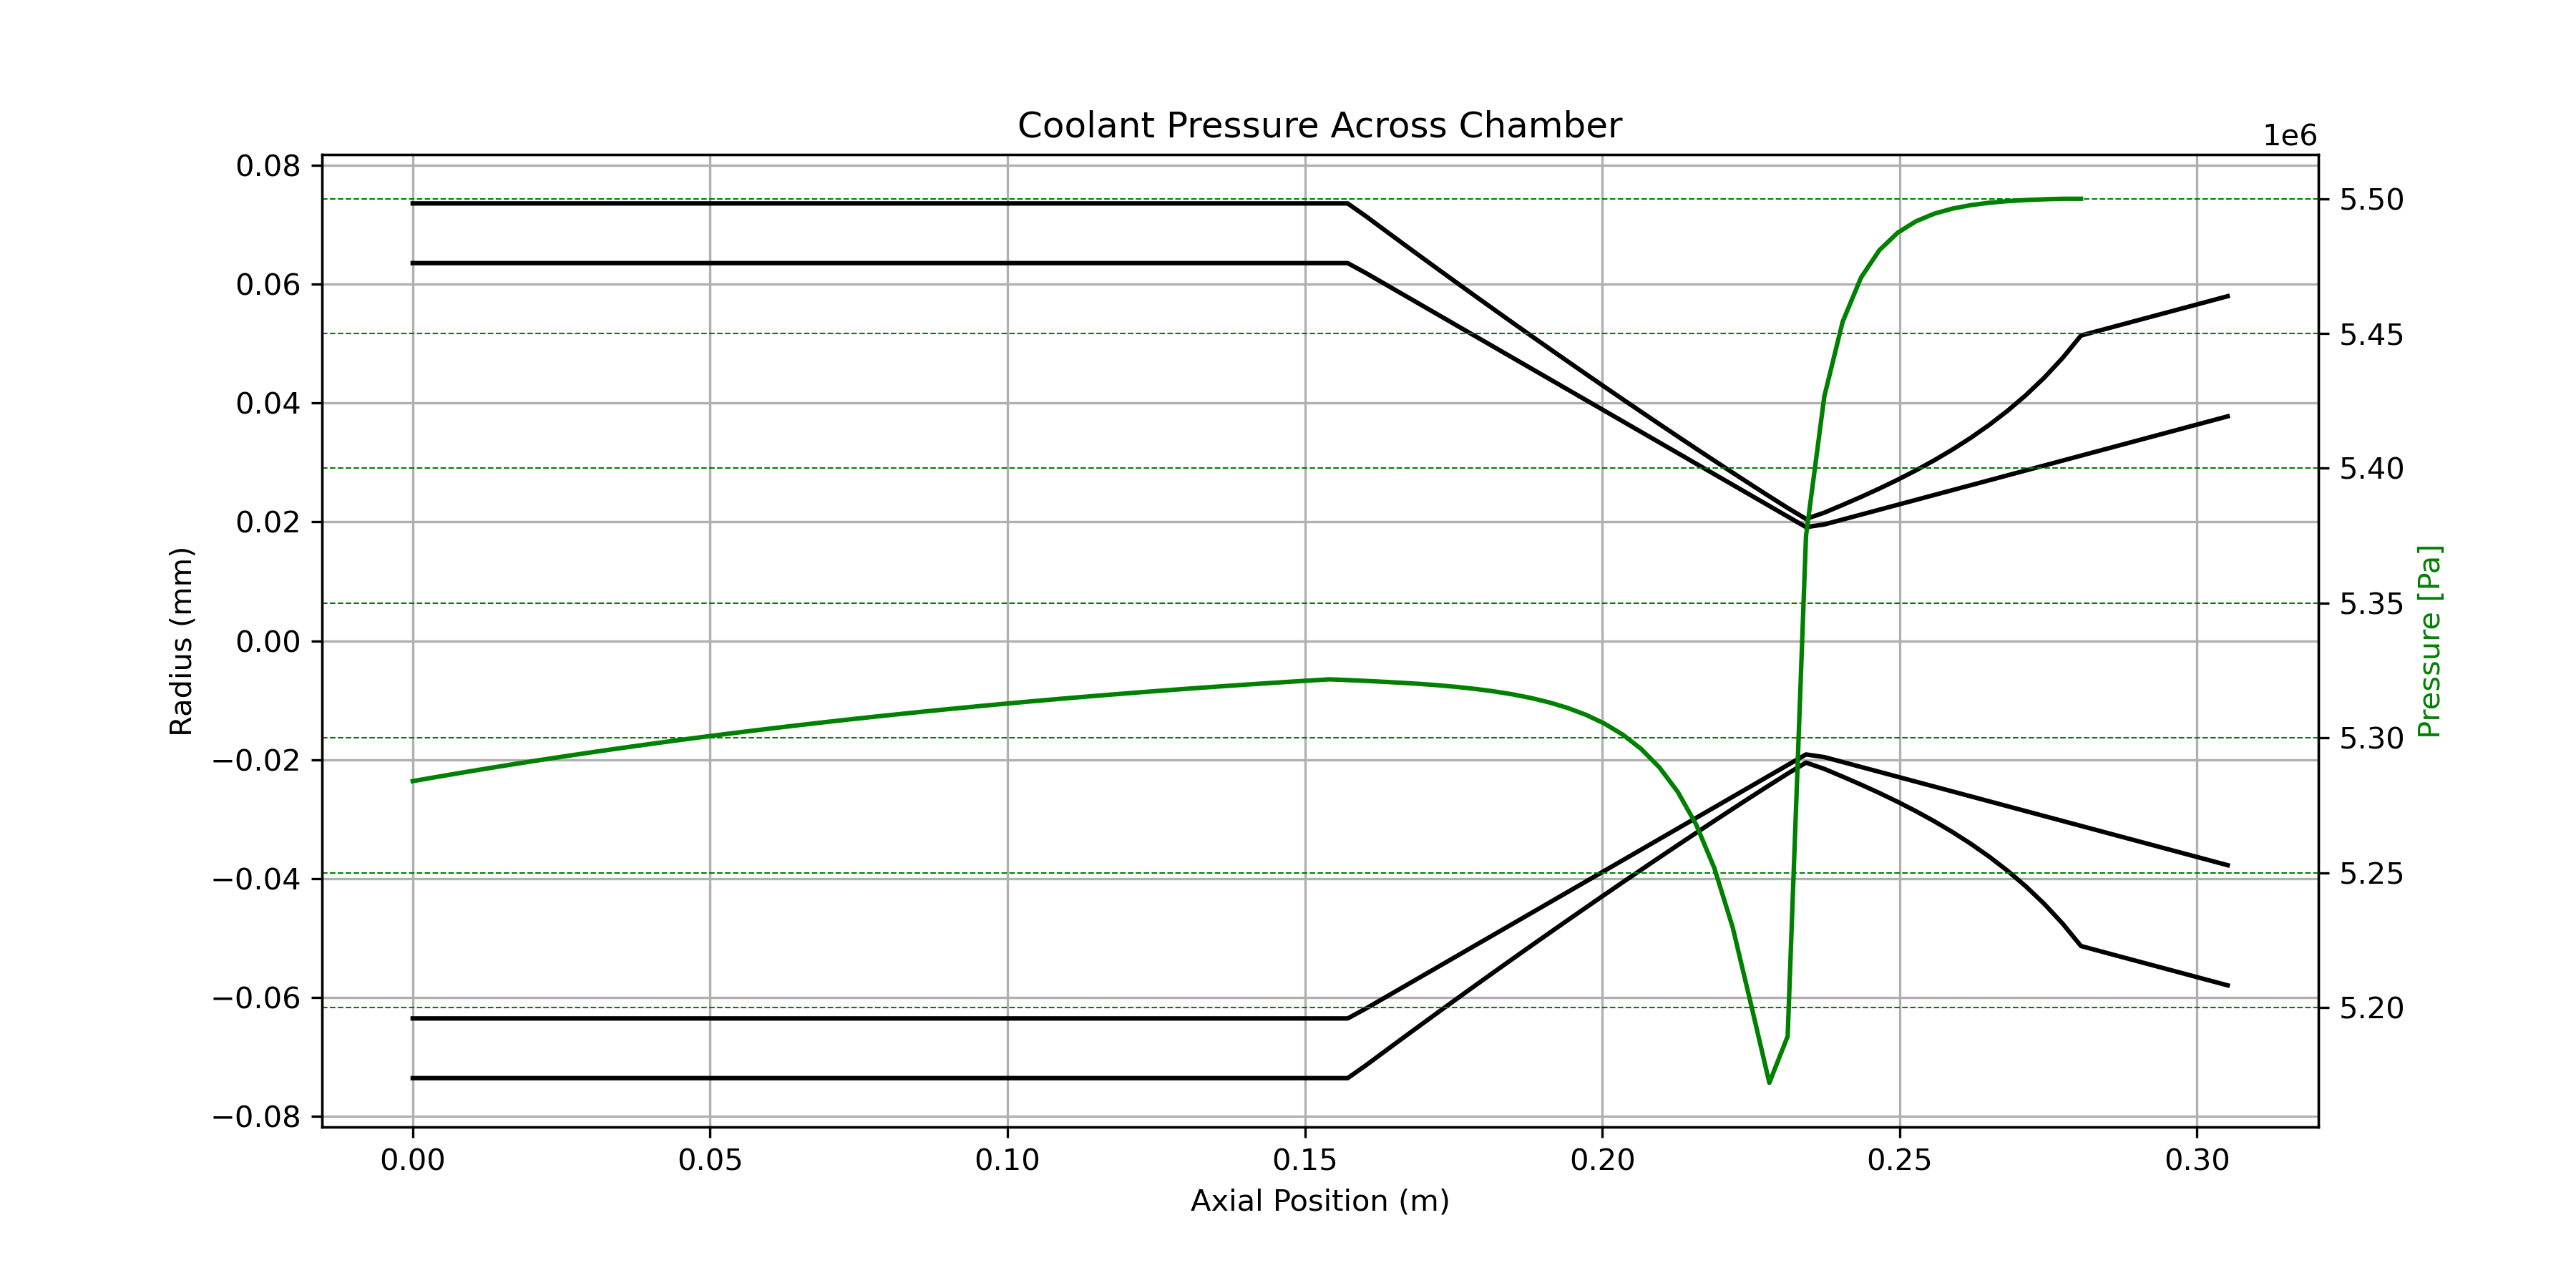 Coolant Pressure Across Chamber
1e6
0.08
0.06
0.04
0.02
0.00
−0.02
−0.04
−0.06
−0.08
Radius (mm)
5.50
5.45
5.40
5.35
5.30
5.25
5.20
Pressure [Pa]
0.00 0.05 0.10 0.15 0.20 0.25 0.30
Axial Position (m)